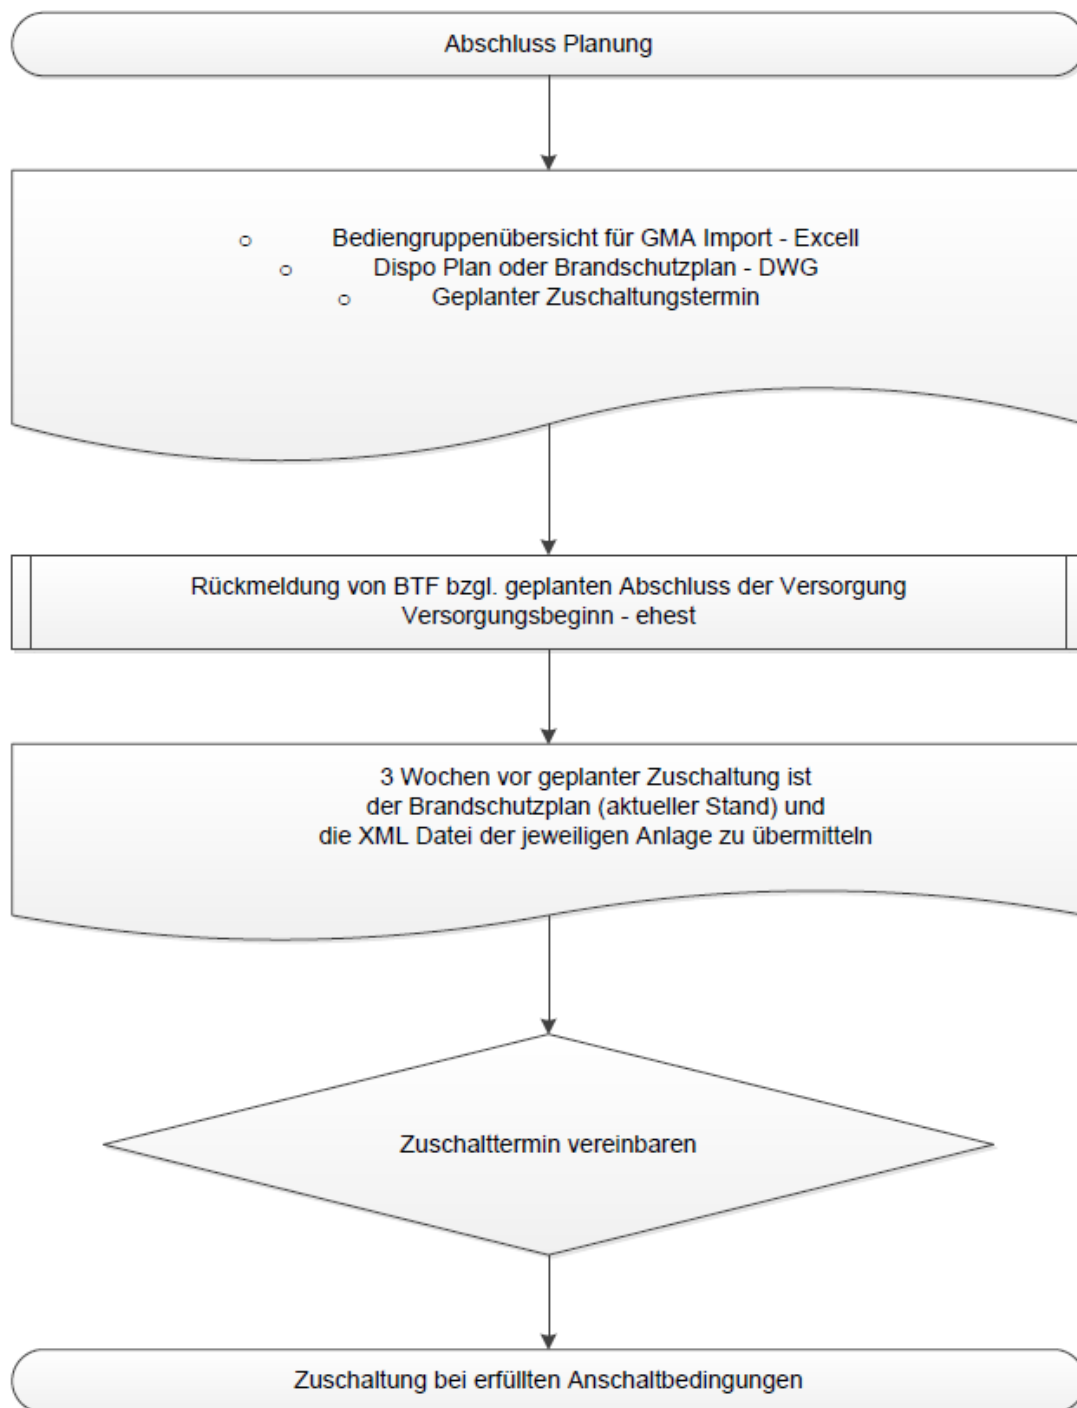 Abschluss Planung
○ Bediengruppenübersicht für GMA Import - Excell
○ Dispo Plan oder Brandschutzplan - DWG
○ Geplanter Zuschaltungstermin
Rückmeldung von BTF bzgl. geplanten Abschluss der Versorgung
Versorgungsbeginn - ehest
3 Wochen vor geplanter Zuschaltung ist
der Brandschutzplan (aktueller Stand) und
die XML Datei der jeweiligen Anlage zu übermitteln
Zuschalttermin vereinbaren
Zuschaltung bei erfüllten Anschaltbedingungen